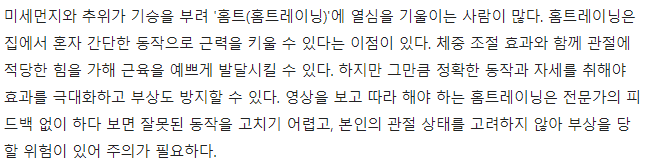 미세먼지와 추위가 기승을 부려 '홈트(홈트레이닝)'에 열심을 기울이는 사람이 많다. 홈트레이닝은
집에서 혼자 간단한 동작으로 근력을 키울 수 있다는 이점이 있다. 체중 조절 효과와 함께 관절에
적당한 힘을 가해 근육을 예쁘게 발달시킬 수 있다. 하지만 그만큼 정확한 동작과 자세를 취해야
효과를 극대화하고 부상도 방지할 수 있다. 영상을 보고 따라 해야 하는 홈트레이닝은 전문가의 피
드백 없이 하다 보면 잘못된 동작을 고치기 어렵고, 본인의 관절 상태를 고려하지 않아 부상을 당
할 위험이 있어 주의가 필요하다.